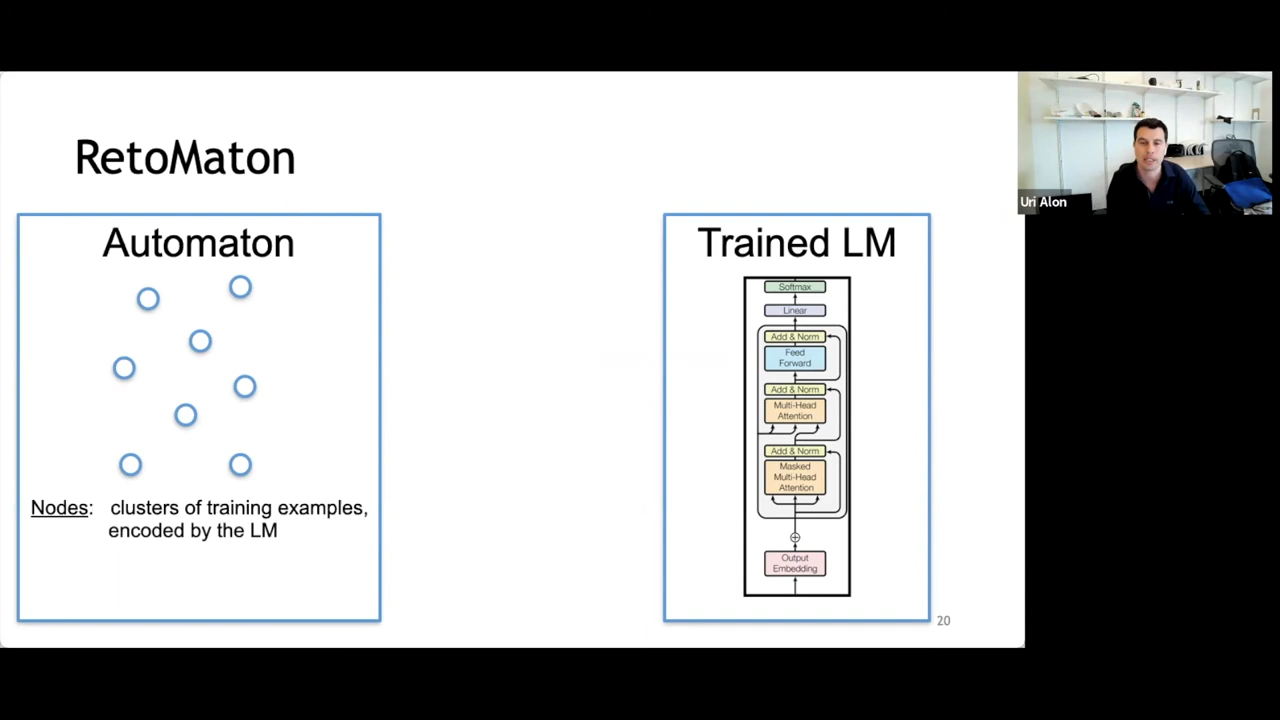 RetoMaton
Uri Alon
Automaton
Nodes: clusters of training examples,
encoded by the LM
Trained LM
Softmax
Linear
Add & Norm
Feed
Forward
Add & Norm
Multi-Head
Attention
Add & Norm
Masked
Multi-Head
Attention
Output
Embedding
20